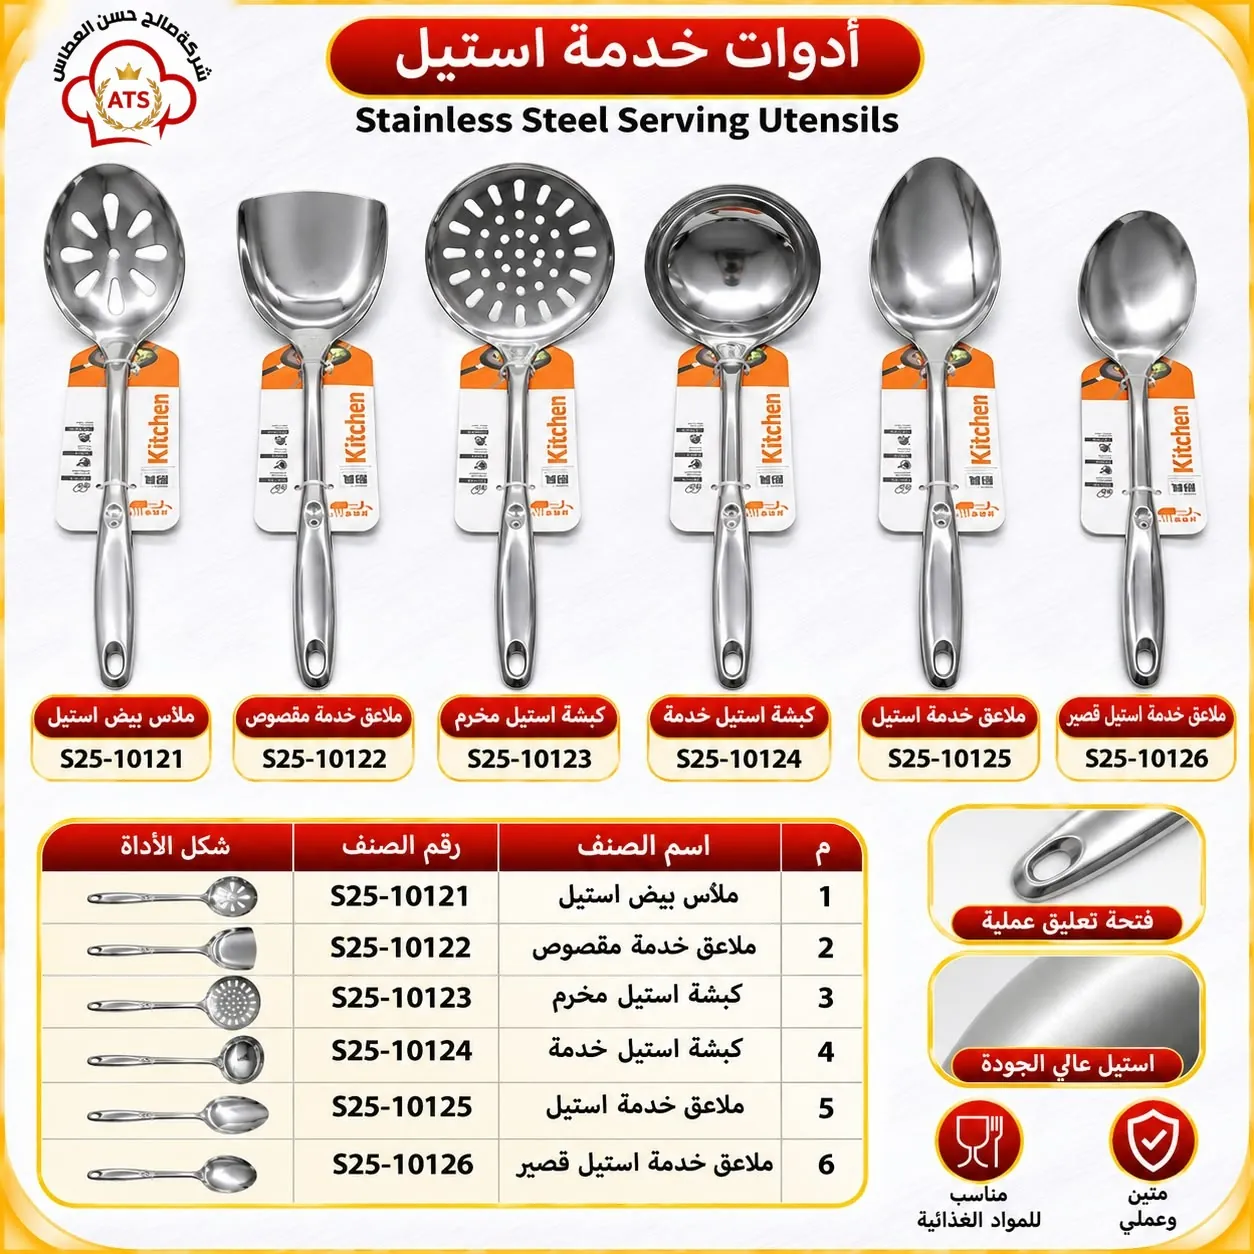 شركة صالح حسن العطاس
ATS
أدوات خدمة استيل
Stainless Steel Serving Utensils
Kitchen
Kitchen
Kitchen
Kitchen
Kitchen
Kitchen
ملأس بيض استيل
S25-10121
ملاعق خدمة مقصوص
S25-10122
كبشة استيل مخرم
S25-10123
كبشة استيل خدمة
S25-10124
ملاعق خدمة استيل
S25-10125
ملاعق خدمة استيل قصير
S25-10126
م اسم الصنف رقم الصنف شكل الأداة
1 ملأس بيض استيل S25-10121
2 ملاعق خدمة مقصوص S25-10122
3 كبشة استيل مخرم S25-10123
4 كبشة استيل خدمة S25-10124
5 ملاعق خدمة استيل S25-10125
6 ملاعق خدمة استيل قصير S25-10126
فتحة تعليق عملية
استيل عالي الجودة
مناسب
للمواد الغذائية
متين
وعملي